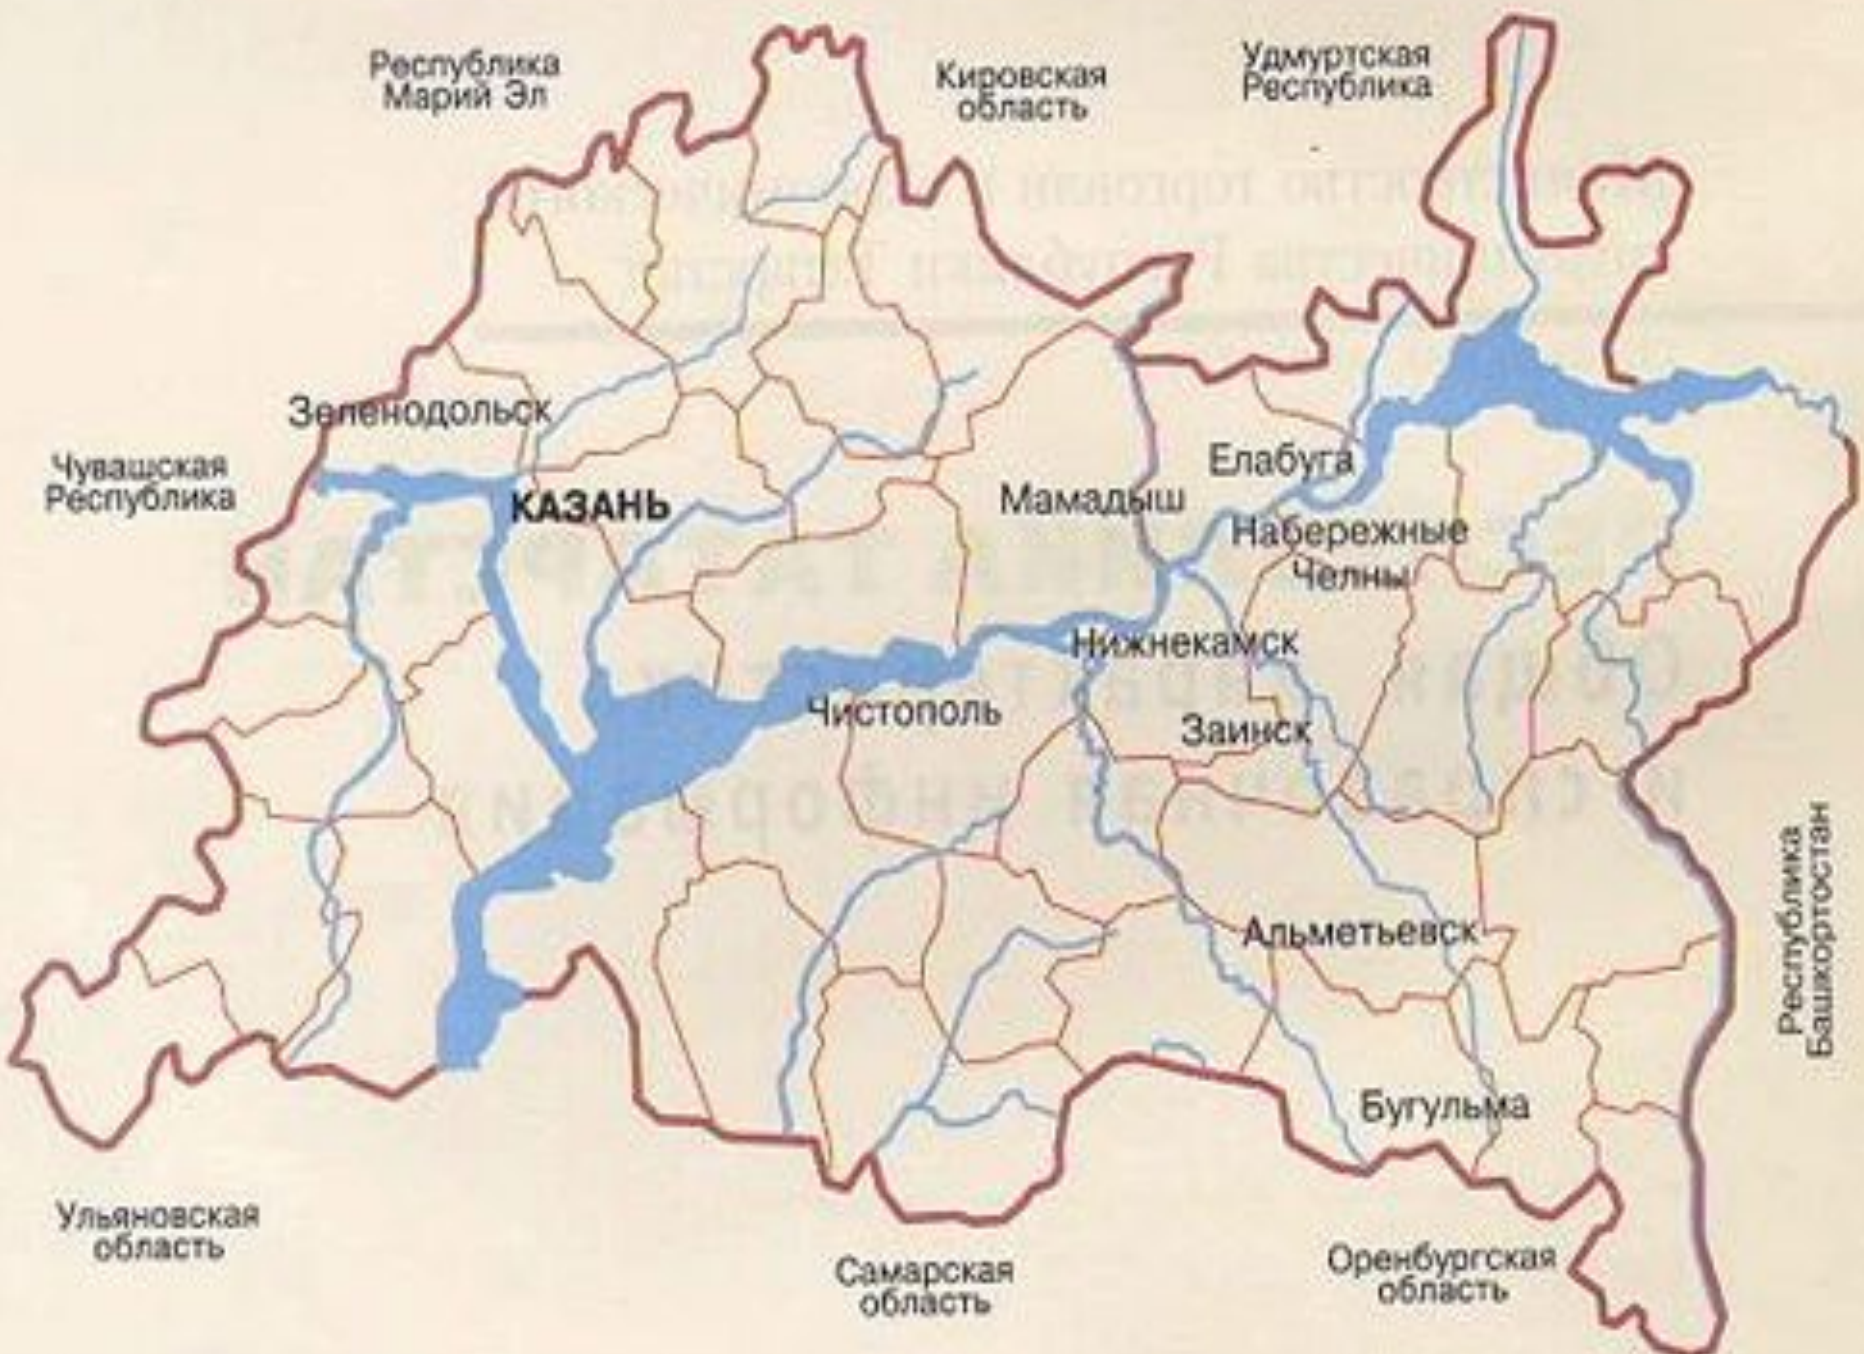 Республика
Марий Эл
Кировская
область
Удмуртская
Республика
Зеленодольск
Чувашская
Республика
КАЗАНЬ
Мамадыш
Елабуга
Набережные
Челны
Нижнекамск
Чистополь
Заинск
Альметьевск
Республика
Башкортостан
Бугульма
Ульяновская
область
Самарская
область
Оренбургская
область